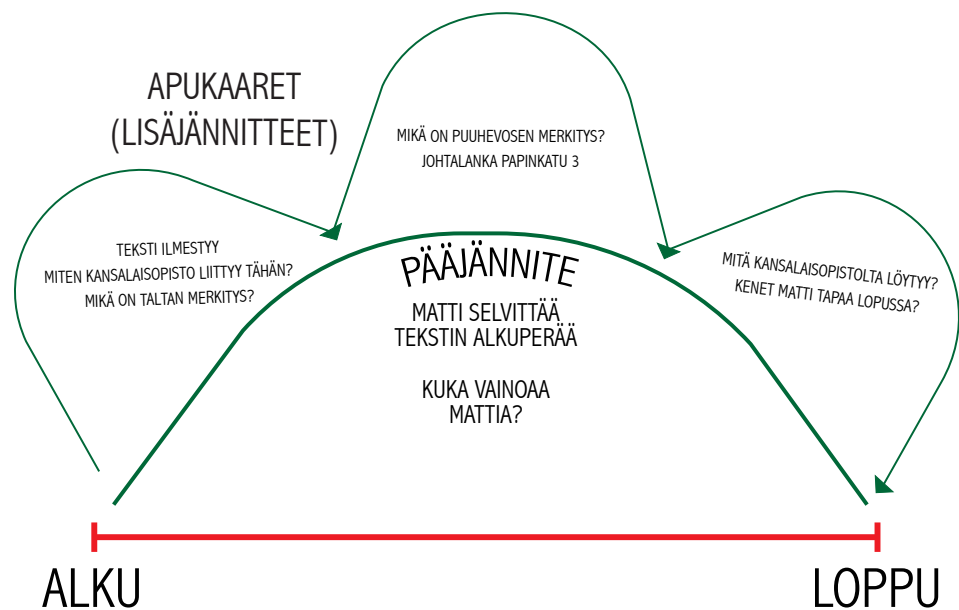 APUKAARET
(LISÄJÄNNITTEET)
MIKÄ ON PUUHEVOSEN MERKITYS?
JOHTALANKA PAPINKATU 3
TEKSTI ILMESTYY
MITEN KANSALAISOPISTO LIITTYY TÄHÄN?
MIKÄ ON TALTAN MERKITYS?
PÄÄJÄNNITE
MATTI SELVITTÄÄ
TEKSTIN ALKUPERÄÄ
KUKA VAINOAA
MATTIA?
MITÄ KANSALAISOPISTOLTA LÖYTYY?
KENET MATTI TAPAA LOPUSSA?
ALKU
LOPPU